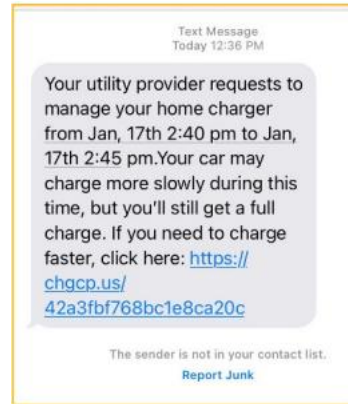 Text Message
Today 12:36 PM
Your utility provider requests to
manage your home charger
from Jan, 17th 2:40 pm to Jan,
17th 2:45 pm.Your car may
charge more slowly during this
time, but you'll still get a full
charge. If you need to charge
faster, click here: https://
chgcp.us/
42a3fbf768bc1e8ca20c
The sender is not in your contact list.
Report Junk